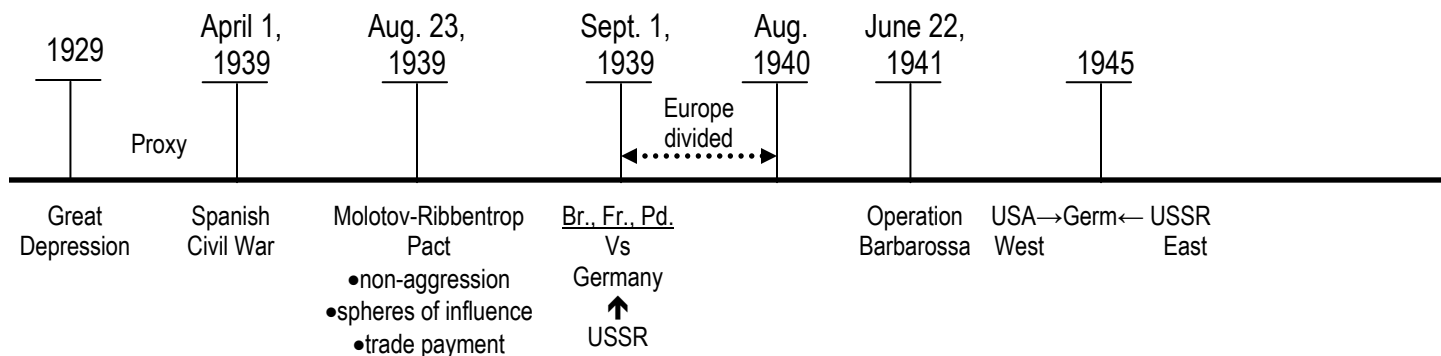 1929
April 1,
1939
Aug. 23,
1939
Sept. 1,
1939
Aug.
1940
June 22,
1941
1945
Proxy
Europe
divided
Great
Depression
Spanish
Civil War
Molotov-Ribbentrop
Pact
•non-aggression
•spheres of influence
•trade payment
Br., Fr., Pd.
Vs
Germany
↑
USSR
Operation
Barbarossa
USA→Germ← USSR
West East